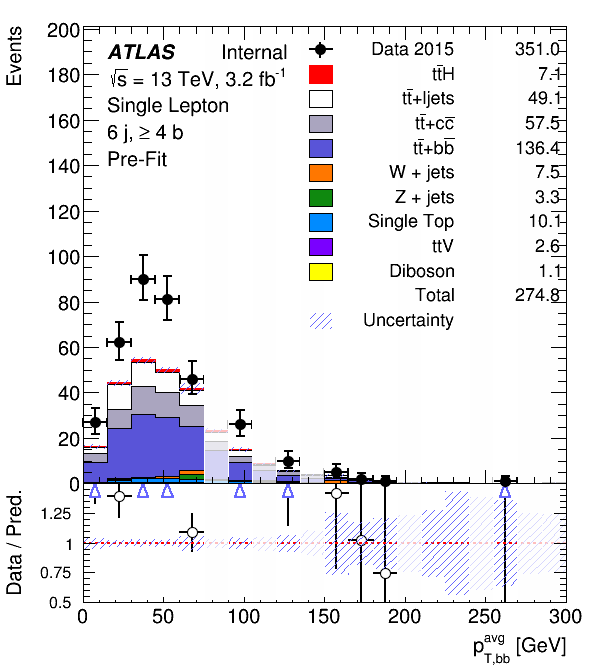 Events
200
180
160
140
120
100
80
60
40
20
0
ATLAS Internal
√s = 13 TeV, 3.2 fb⁻¹
Single Lepton
6 j, ≥ 4 b
Pre-Fit
Data 2015 351.0
tt̄H 7.1
tt̄+ljets 49.1
tt̄+cc̄ 57.5
tt̄+bb̄ 136.4
W + jets 7.5
Z + jets 3.3
Single Top 10.1
ttV 2.6
Diboson 1.1
Total 274.8
Uncertainty
Data / Pred.
1.25
1
0.75
0.5
0 50 100 150 200 250 300
p_{T,bb}^{avg} [GeV]